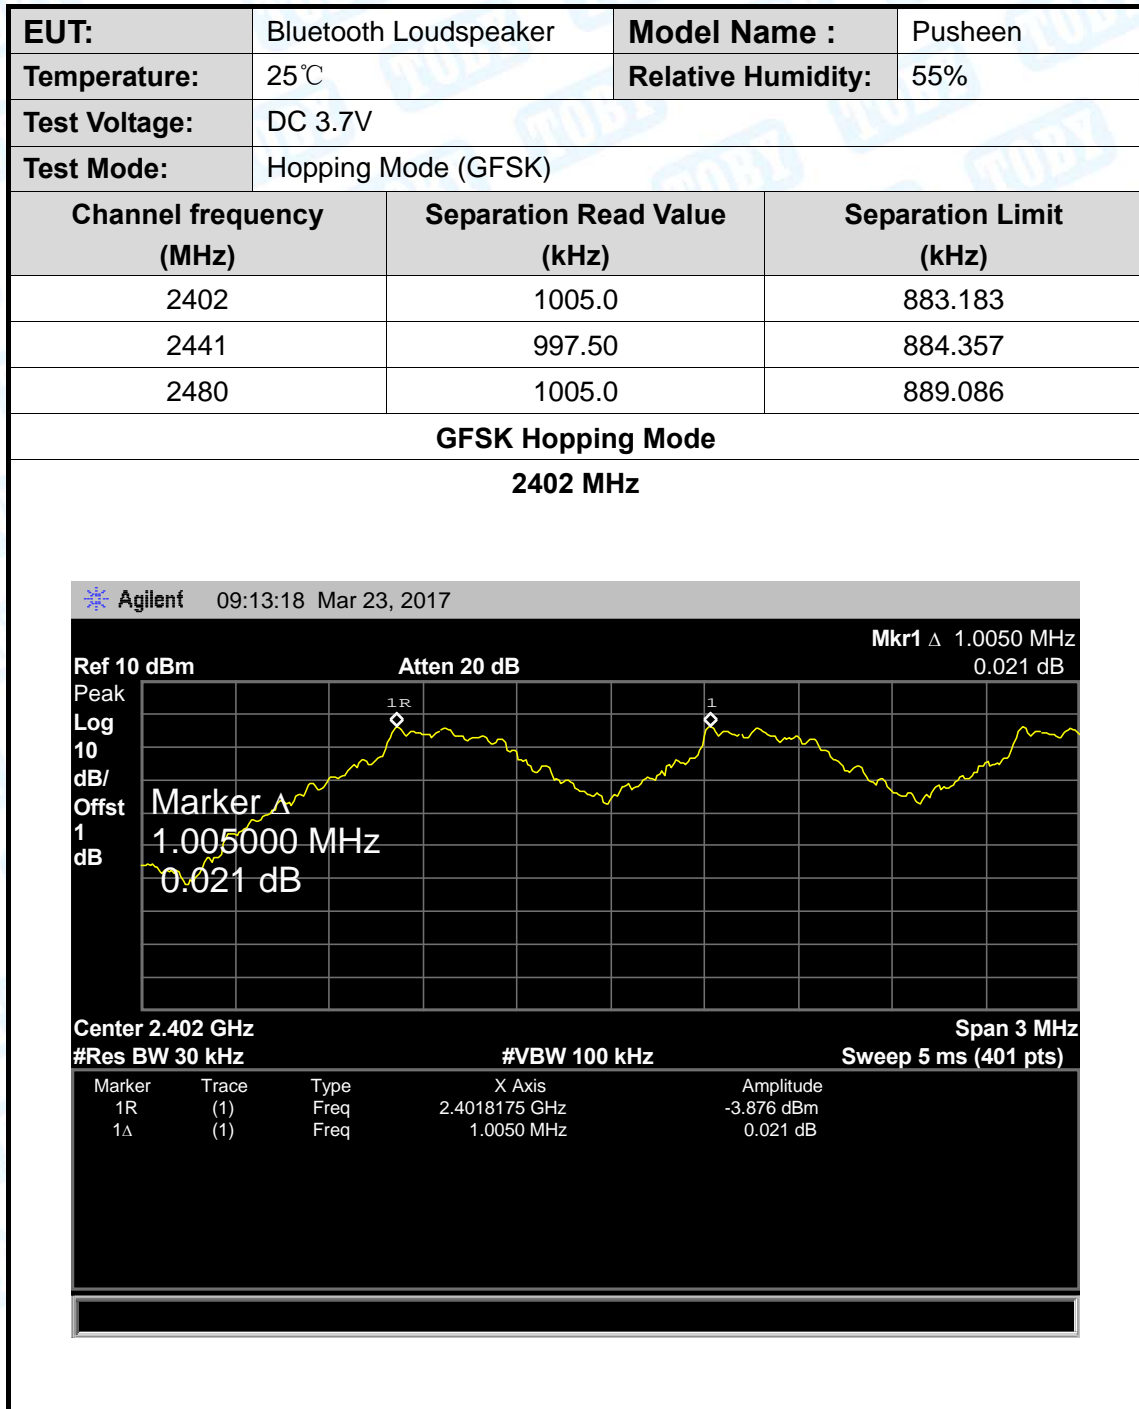 EUT: Bluetooth Loudspeaker Model Name : Pusheen
Temperature: 25℃ Relative Humidity: 55%
Test Voltage: DC 3.7V
Test Mode: Hopping Mode (GFSK)
Channel frequency Separation Read Value Separation Limit
(MHz) (kHz) (kHz)
2402 1005.0 883.183
2441 997.50 884.357
2480 1005.0 889.086
GFSK Hopping Mode
2402 MHz
Agilent 09:13:18 Mar 23, 2017
Mkr1 Δ 1.0050 MHz
Ref 10 dBm Atten 20 dB 0.021 dB
Peak
Log
10
dB/
Offst
1
dB
1R 1
Marker Δ
1.005000 MHz
0.021 dB
Center 2.402 GHz Span 3 MHz
#Res BW 30 kHz #VBW 100 kHz Sweep 5 ms (401 pts)
Marker Trace Type X Axis Amplitude
1R (1) Freq 2.4018175 GHz -3.876 dBm
1Δ (1) Freq 1.0050 MHz 0.021 dB
TOBY